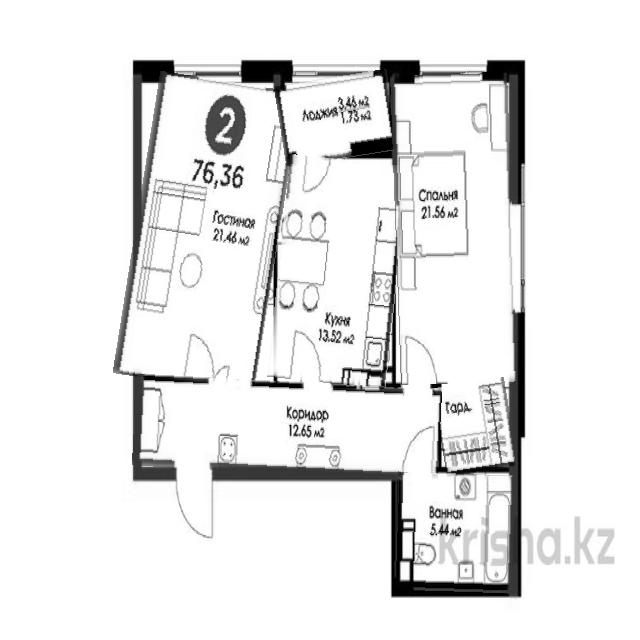 2
76,36
Лоджия 3.46 м2
1.73 м2
Гостиная
21.46 м2
Спальня
21.56 м2
Кухня
13.52 м2
Коридор
12.65 м2
Гард.
Ванная
5.44 м2
krisha.kz